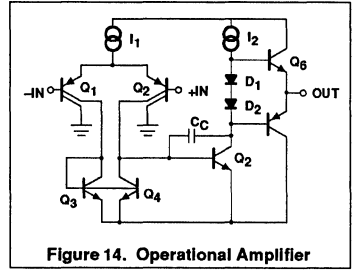 I1
I2
Q6
Q1
Q2
–IN
+IN
D1
OUT
D2
CC
Q2
Q3
Q4
Figure 14. Operational Amplifier